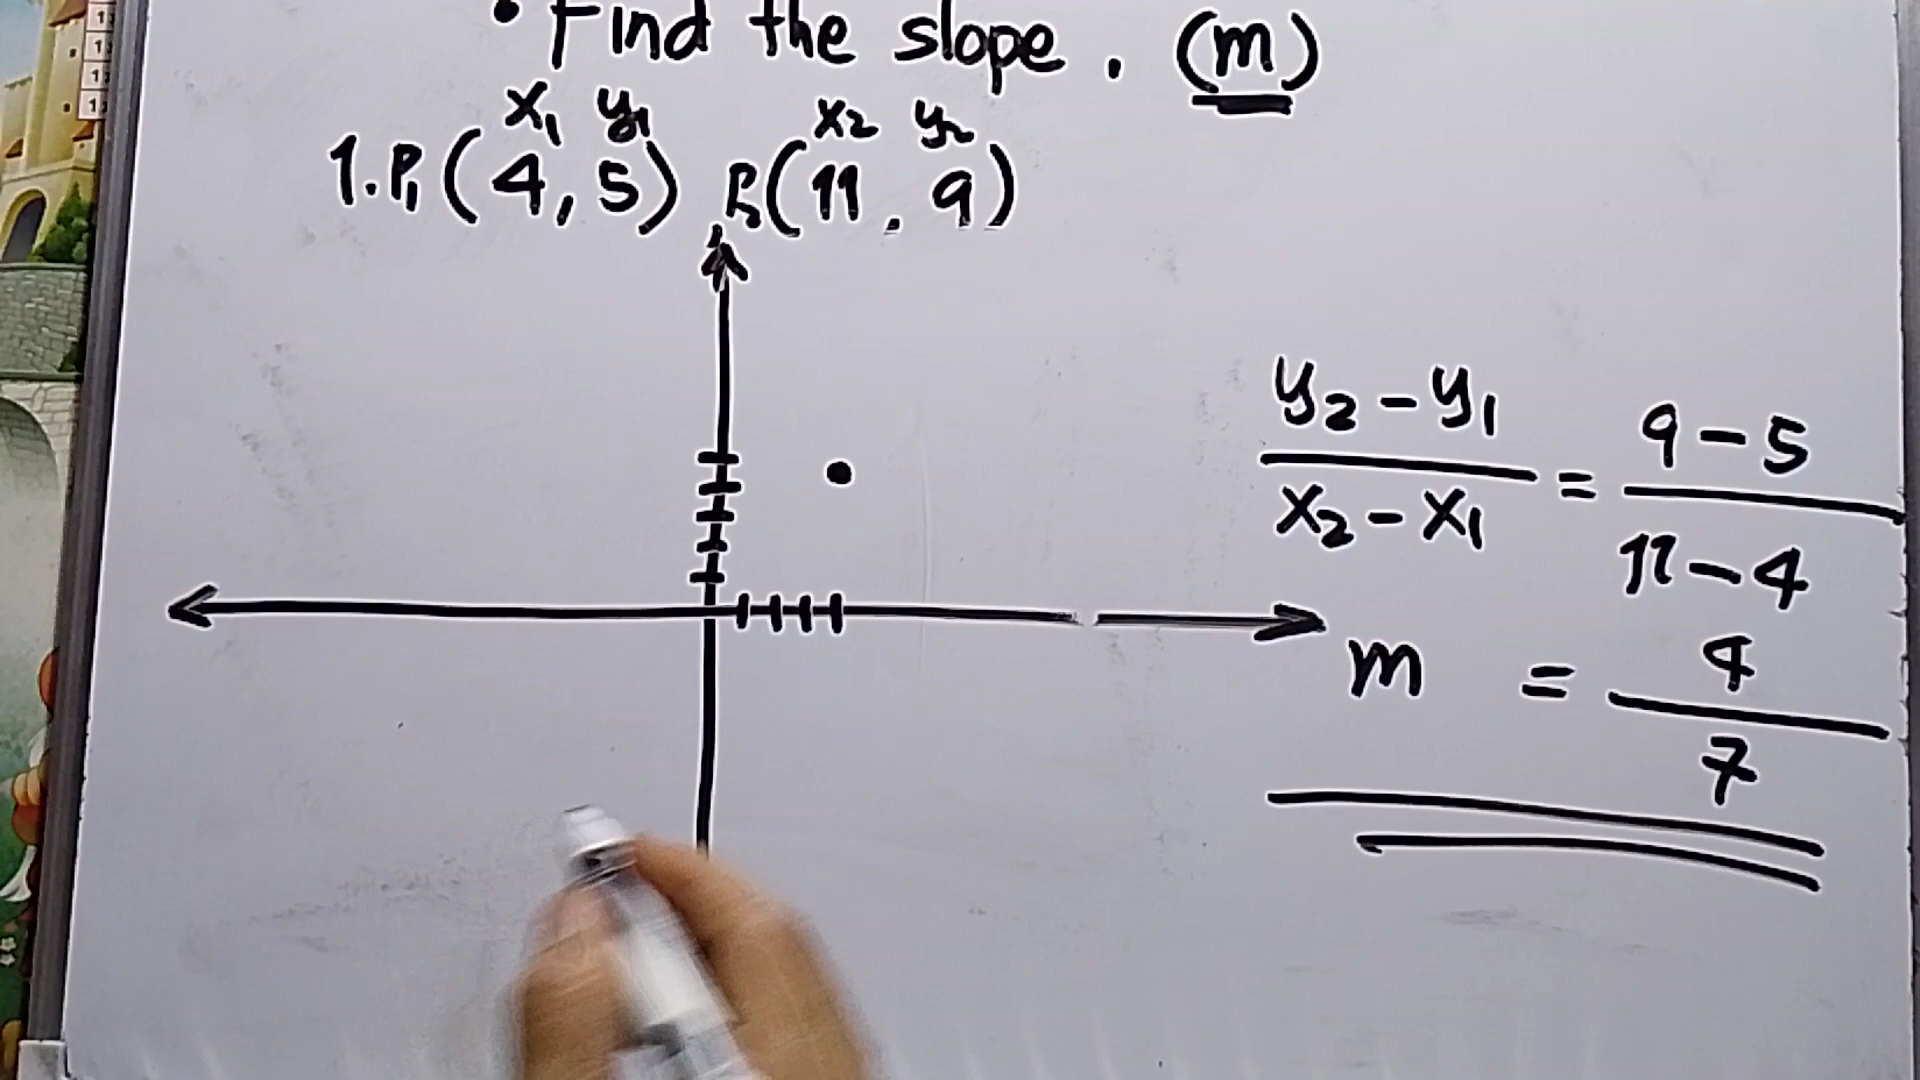 • Find the slope. (m)
x₁ y₁ x₂ y₂
1. P₁ (4, 5) P₂ (11, 9)
y₂ - y₁ / x₂ - x₁ = 9 - 5 / 11 - 4
m = 4 / 7